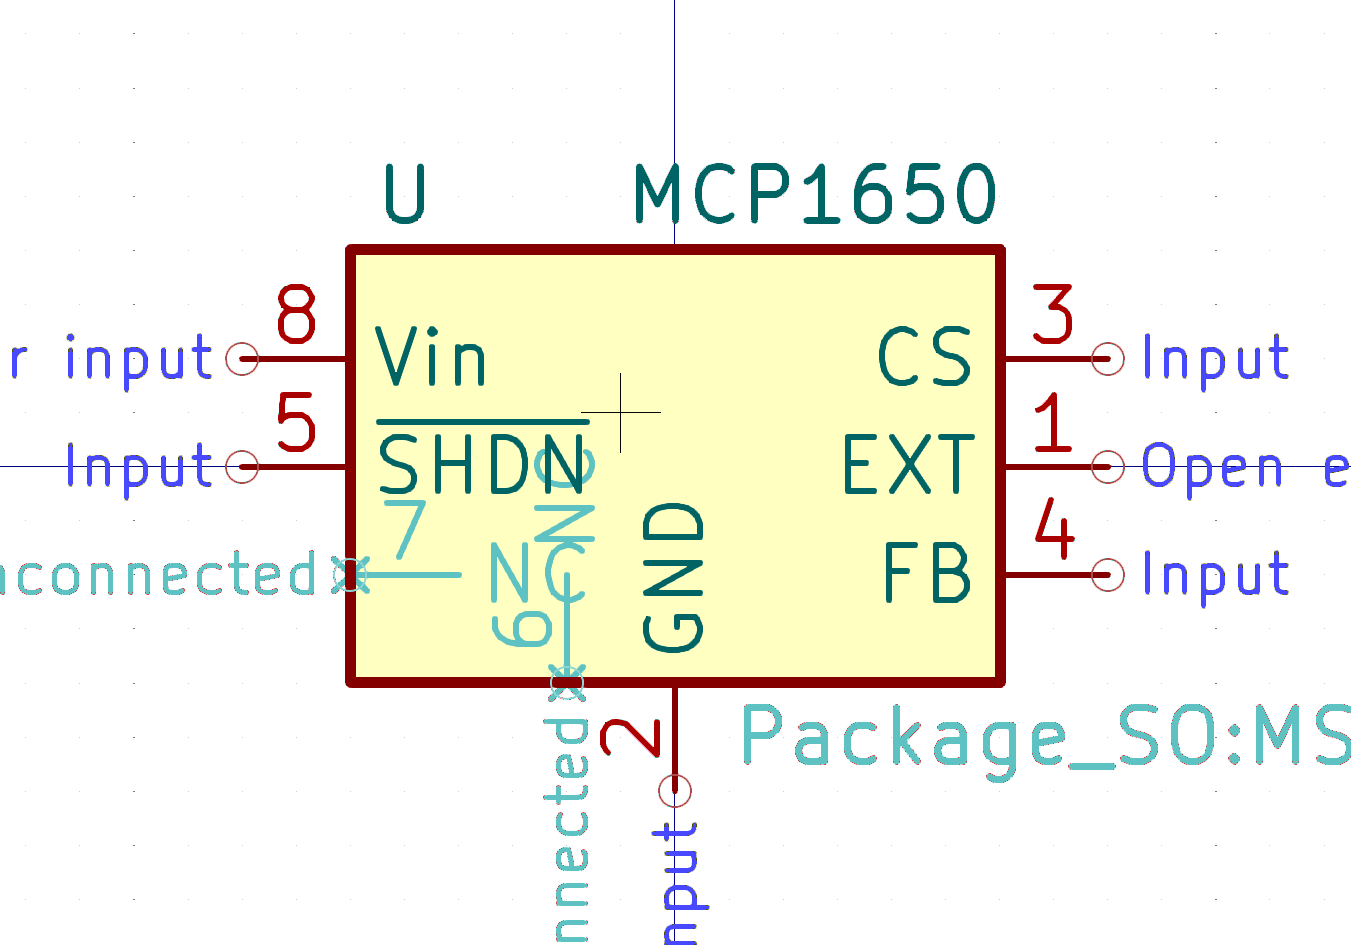 U MCP1650
8 3
r input Vin CS Input
5 1
Input SHDN EXT Open e
7 NC 4
nconnected NC FB Input
6 GND
2 Package_SO:MS
nnected
nput